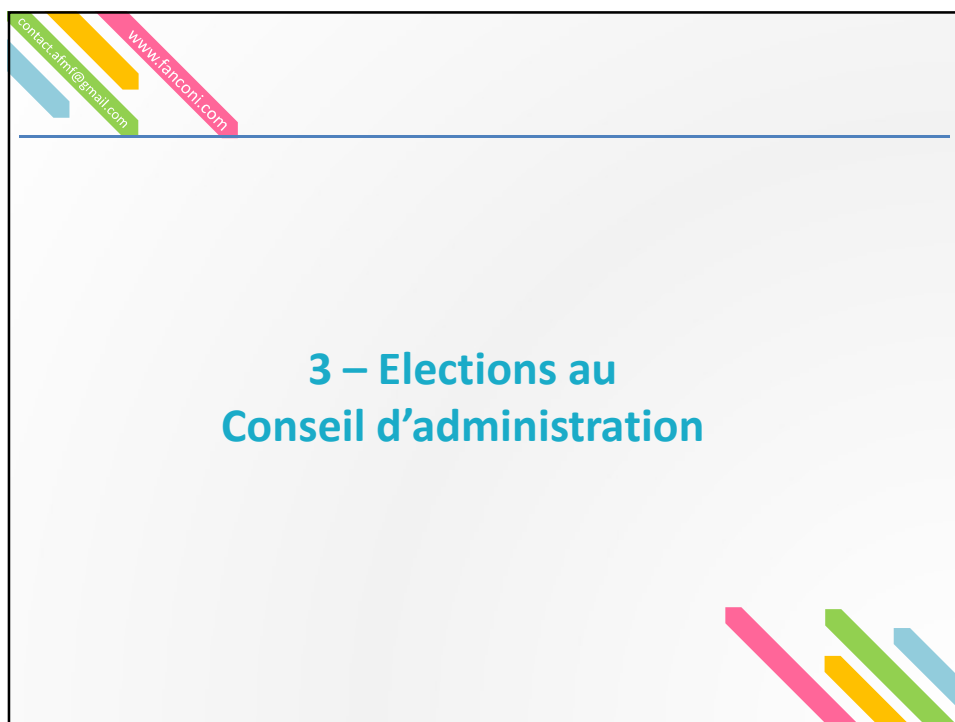 contact.afmf@gmail.com
www.fanconi.com
3 – Elections au
Conseil d’administration